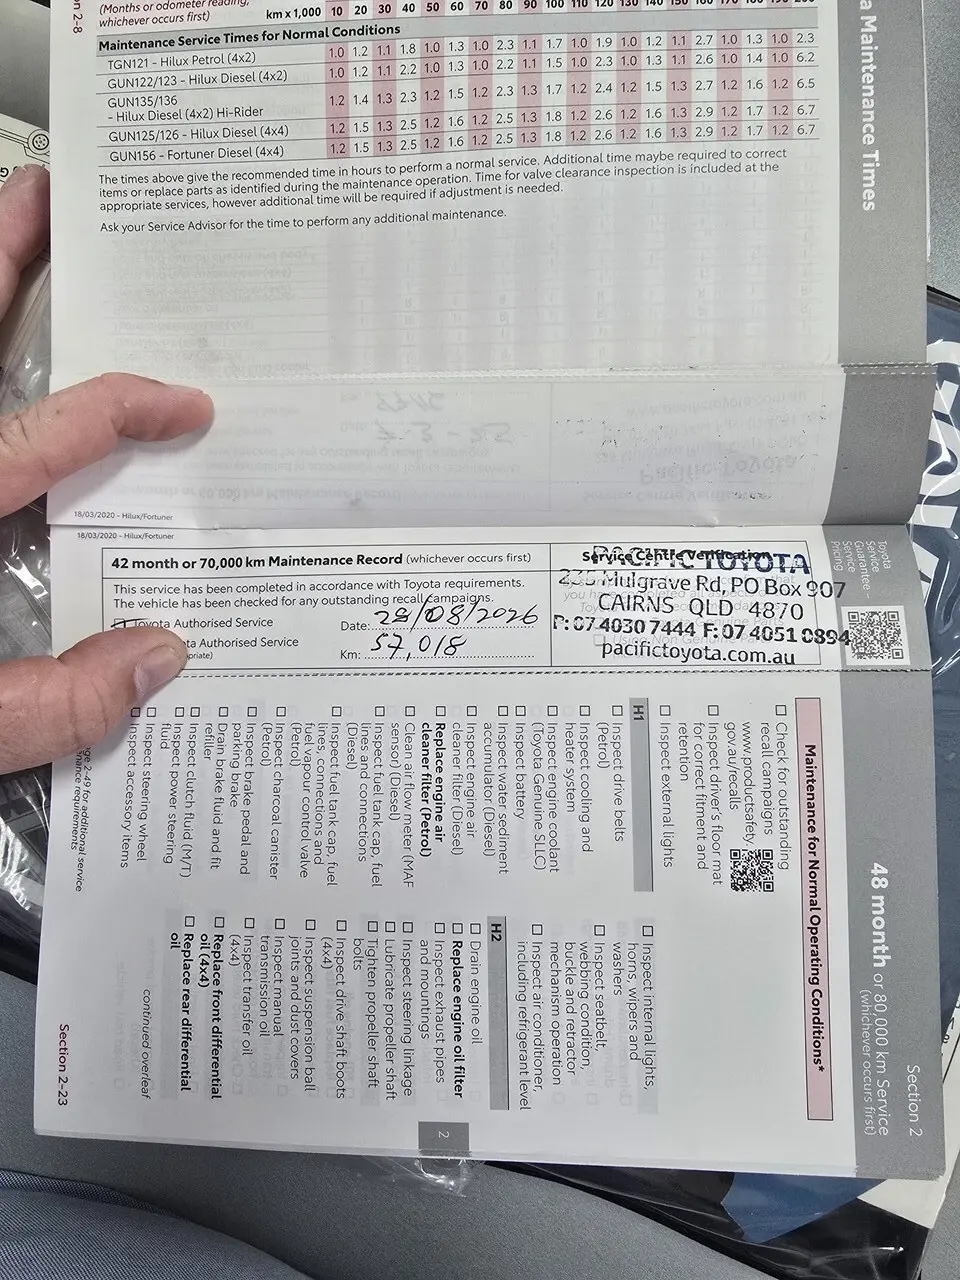 (Months or odometer reading,
whichever occurs first)
km x 1,000 10 20 30 40 50 60 70 80 90 100 110 120 130 140 150 160 170 180 190 200
Maintenance Service Times for Normal Conditions
TGN121 - Hilux Petrol (4x2) 1.0 1.2 1.1 1.8 1.0 1.3 1.0 2.3 1.1 1.7 1.0 1.9 1.0 1.2 1.1 2.7 1.0 1.3 1.0 2.3
GUN122/123 - Hilux Diesel (4x2) 1.0 1.2 1.1 2.2 1.0 1.3 1.0 2.2 1.1 1.5 1.0 2.3 1.0 1.3 1.1 2.6 1.0 1.4 1.0 6.2
GUN135/136
- Hilux Diesel (4x2) Hi-Rider 1.2 1.4 1.3 2.3 1.2 1.5 1.2 2.3 1.3 1.7 1.2 2.4 1.2 1.5 1.3 2.7 1.2 1.6 1.2 6.5
GUN125/126 - Hilux Diesel (4x4) 1.2 1.5 1.3 2.5 1.2 1.6 1.2 2.5 1.3 1.8 1.2 2.6 1.2 1.6 1.3 2.9 1.2 1.7 1.2 6.7
GUN156 - Fortuner Diesel (4x4) 1.2 1.5 1.3 2.5 1.2 1.6 1.2 2.5 1.3 1.8 1.2 2.6 1.2 1.6 1.3 2.9 1.2 1.7 1.2 6.7
The times above give the recommended time in hours to perform a normal service. Additional time maybe required to correct
items or replace parts as identified during the maintenance operation. Time for valve clearance inspection is included at the
appropriate services, however additional time will be required if adjustment is needed.
Ask your Service Advisor for the time to perform any additional maintenance.
Maintenance Times
18/03/2020 - Hilux/Fortuner
18/03/2020 - Hilux/Fortuner
42 month or 70,000 km Maintenance Record (whichever occurs first)
This service has been completed in accordance with Toyota requirements.
The vehicle has been checked for any outstanding recall campaigns.
Toyota Authorised Service
Authorised Service
Date: 28/08/2026
Km: 57,018
Service Centre Verification
PACIFIC TOYOTA
225 Mulgrave Rd, PO Box 907
CAIRNS QLD 4870
P: 07 4030 7444 F: 07 4051 0894
pacifictoyota.com.au
Toyota
Service
Guarantee -
Service
Pricing
Section 2
48 month or 80,000 km Service
(whichever occurs first)
Maintenance for Normal Operating Conditions*
Check for outstanding
recall campaigns
www.productsafety.
gov.au/recalls
Inspect driver's floor mat
for correct fitment and
retention
Inspect external lights
H1
Inspect drive belts
(Petrol)
Inspect cooling and
heater system
Inspect engine coolant
(Toyota Genuine SLLC)
Inspect battery
Inspect water sediment
accumulator (Diesel)
Inspect engine air
cleaner filter (Diesel)
Replace engine air
cleaner filter (Petrol)
Clean air flow meter (MAF
sensor) (Diesel)
Inspect fuel tank cap, fuel
lines and connections
(Diesel)
Inspect fuel tank cap, fuel
lines, connections and
fuel vapour control valve
(Petrol)
Inspect charcoal canister
(Petrol)
Inspect brake pedal and
parking brake
Drain brake fluid and
refill
Inspect clutch fluid (M/T)
Inspect power steering
fluid
Inspect steering wheel
Inspect accessory items
Inspect internal lights,
horns, wipers and
washers
Inspect seatbelt,
webbing condition,
buckle and retractor
mechanism operation
Inspect air conditioner,
including refrigerant level
H2
Drain engine oil
Replace engine oil filter
Inspect exhaust pipes
and mountings
Inspect steering linkage
Lubricate propeller shaft
Tighten propeller shaft
bolts
Inspect drive shaft boots
(4x4)
Inspect suspension ball
joints and dust covers
Inspect manual
transmission oil
Inspect transfer oil
(4x4)
Replace front differential
oil (4x4)
Replace rear differential
oil
continued overleaf
2-49 for additional service
requirements
Section 2-23
2